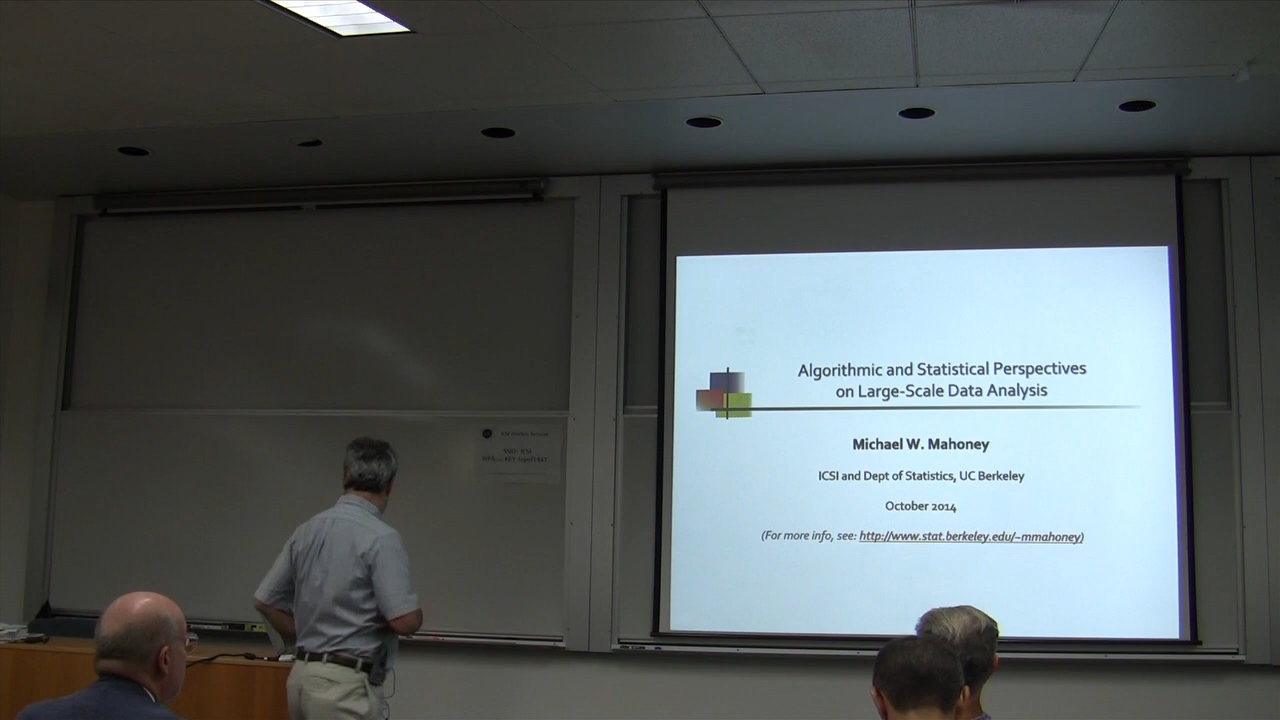 Algorithmic and Statistical Perspectives
on Large-Scale Data Analysis
Michael W. Mahoney
ICSI and Dept of Statistics, UC Berkeley
October 2014
(For more info, see: http://www.stat.berkeley.edu/~mmahoney)